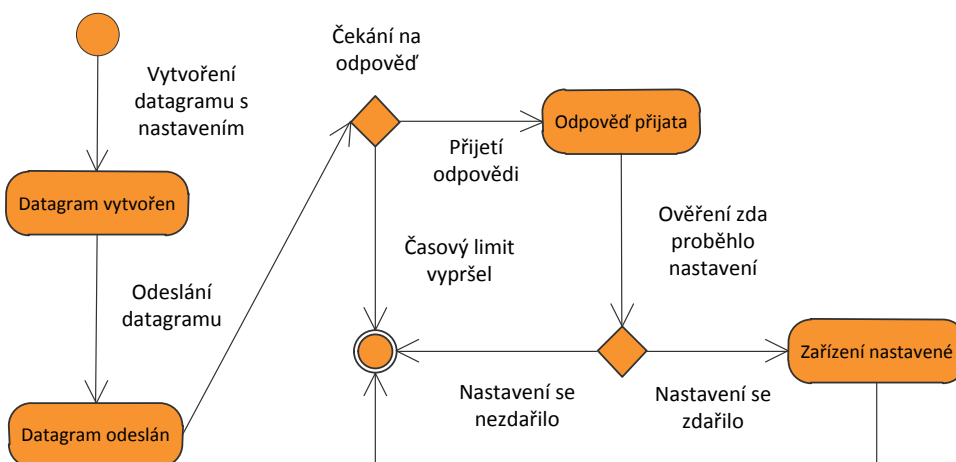 Vytvoření
datagramu s
nastavením
Datagram vytvořen
Odeslání
datagramu
Datagram odeslán
Čekání na
odpověď
Přijetí
odpovědi
Odpověď přijata
Časový limit
vypršel
Ověření zda
proběhlo
nastavení
Nastavení se
nezdařilo
Nastavení se
zdařilo
Zařízení nastavené